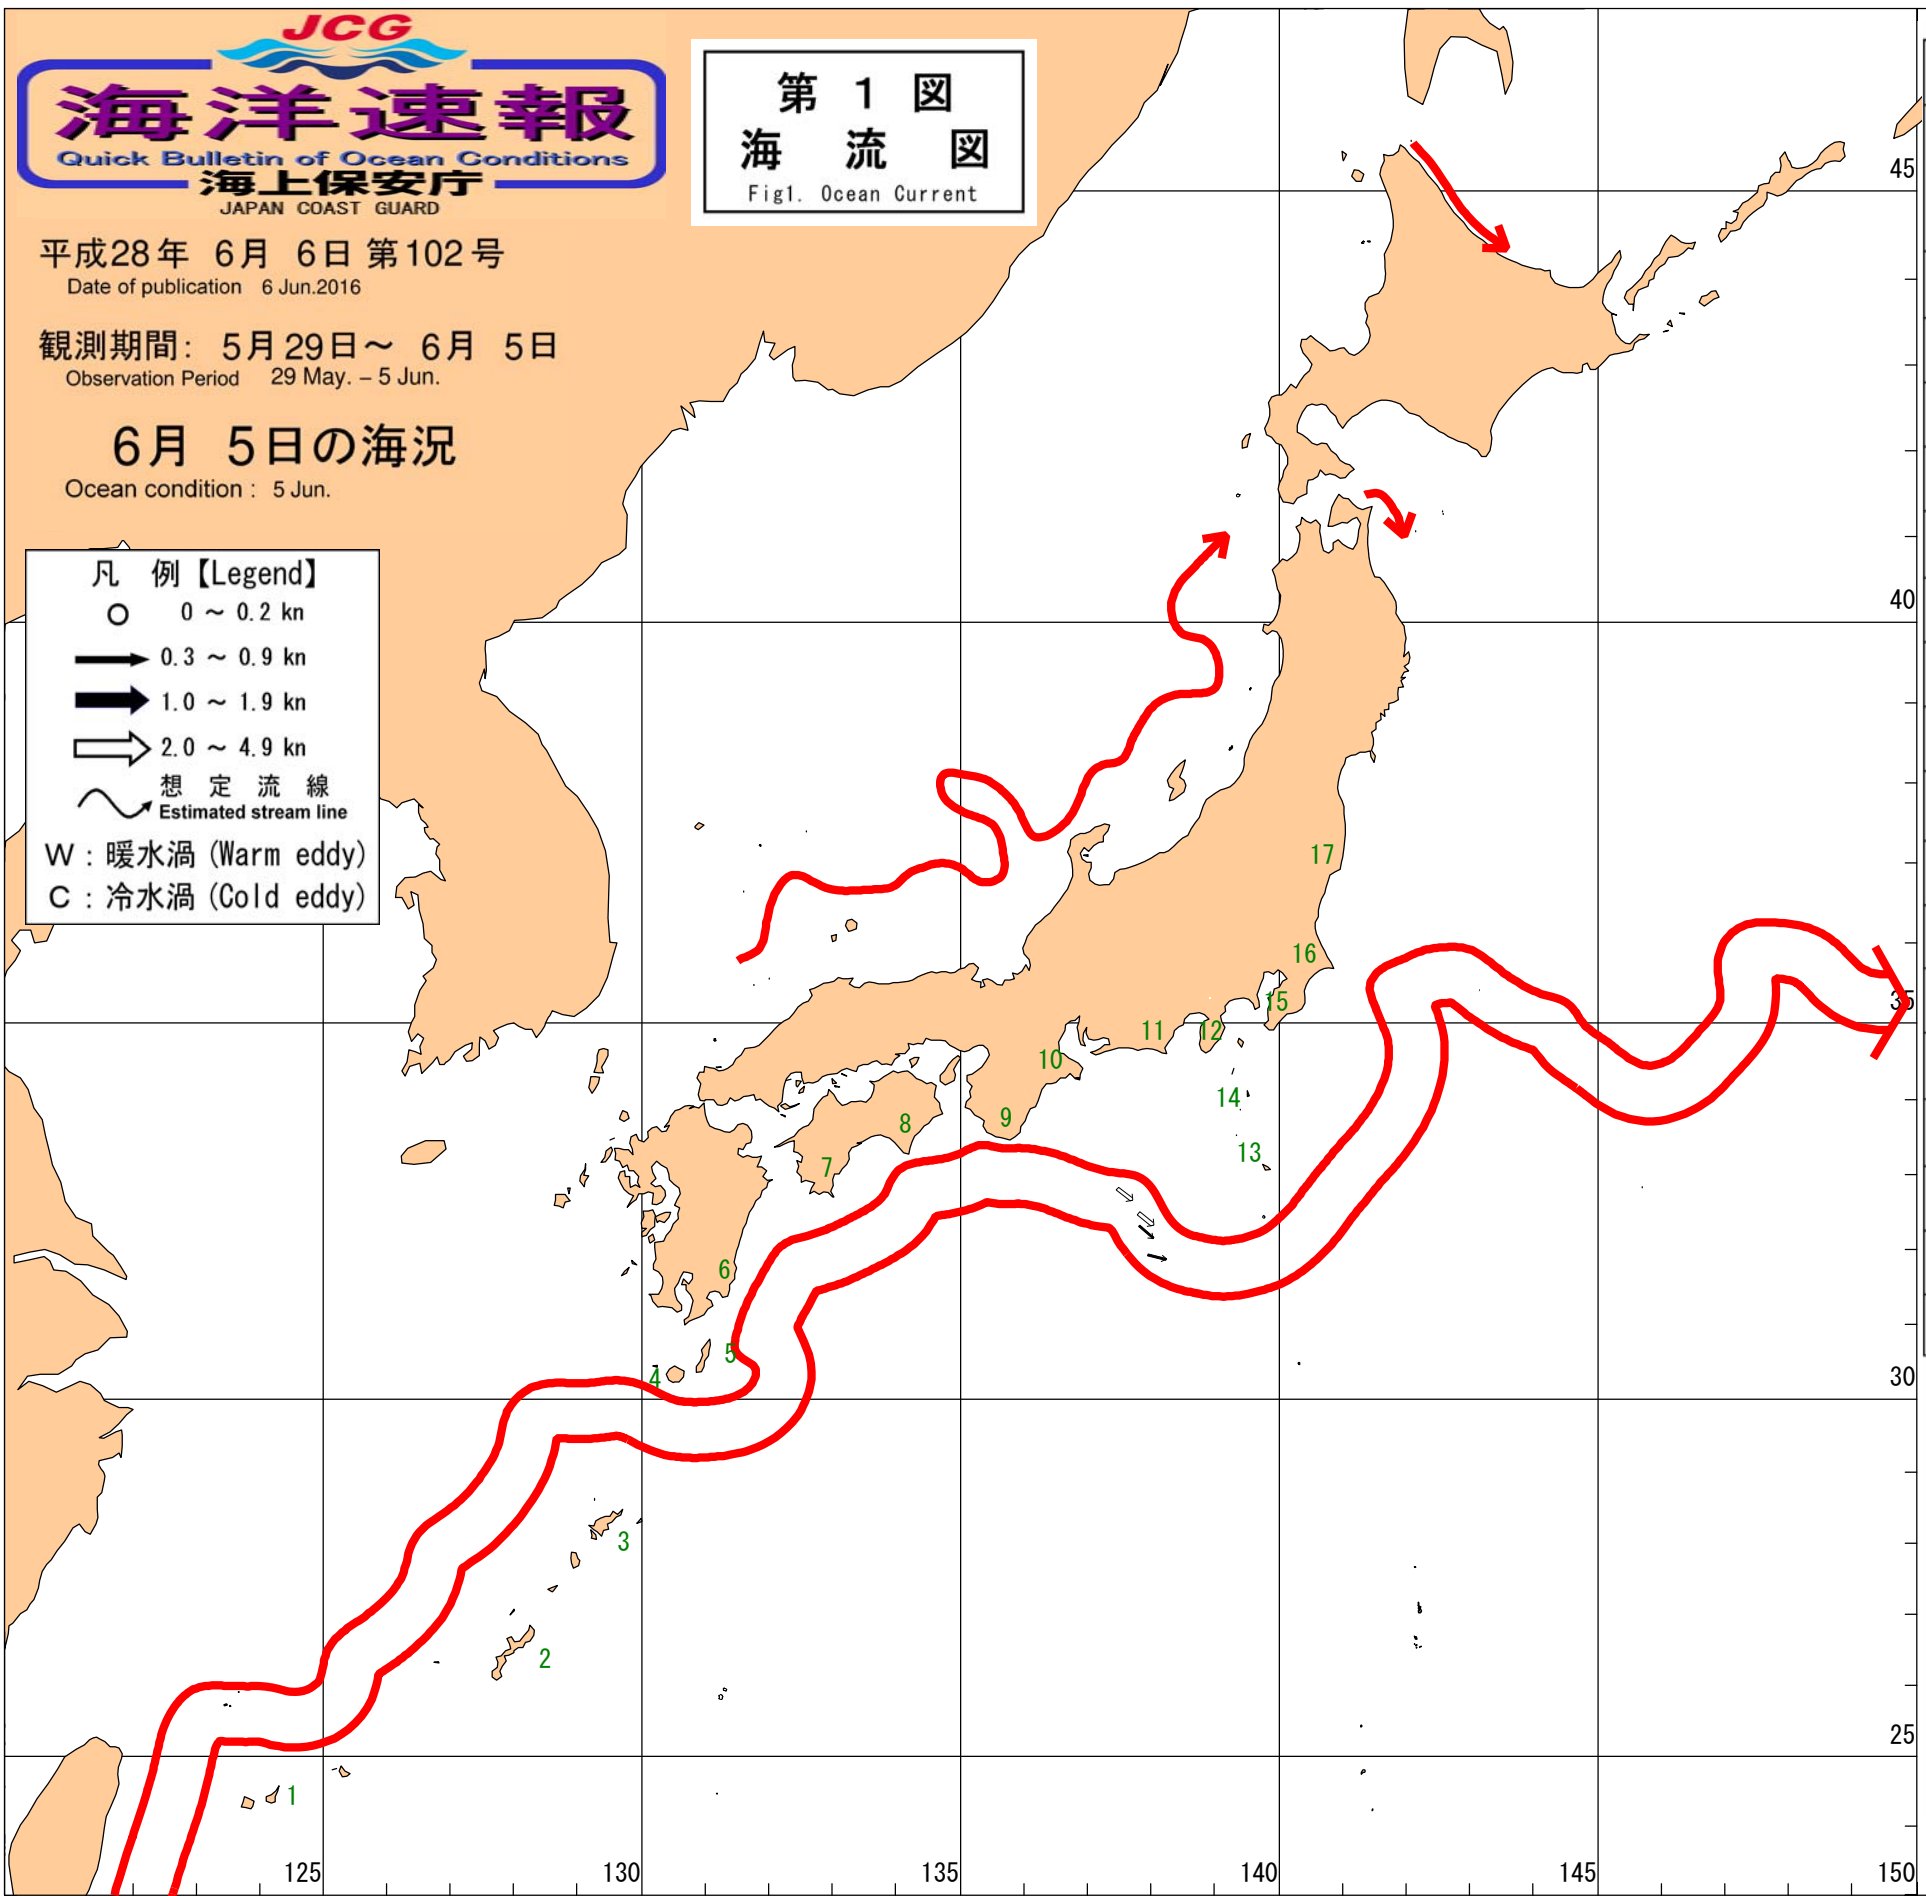 JCG
海洋速報
Quick Bulletin of Ocean Conditions
海上保安庁
JAPAN COAST GUARD
第 1 図
海 流 図
Fig1. Ocean Current
平成28年 6月 6日 第102号
Date of publication 6 Jun.2016
観測期間: 5月29日~ 6月 5日
Observation Period 29 May. – 5 Jun.
6月 5日の海況
Ocean condition : 5 Jun.
凡 例【Legend】
0 ~ 0.2 kn
0.3 ~ 0.9 kn
1.0 ~ 1.9 kn
2.0 ~ 4.9 kn
想 定 流 線
Estimated stream line
W : 暖水渦 (Warm eddy)
C : 冷水渦 (Cold eddy)
45
40
17
16
35
15
12
11
10
14
9
8
13
7
6
5
4
30
3
2
25
1
125
130
135
140
145
150